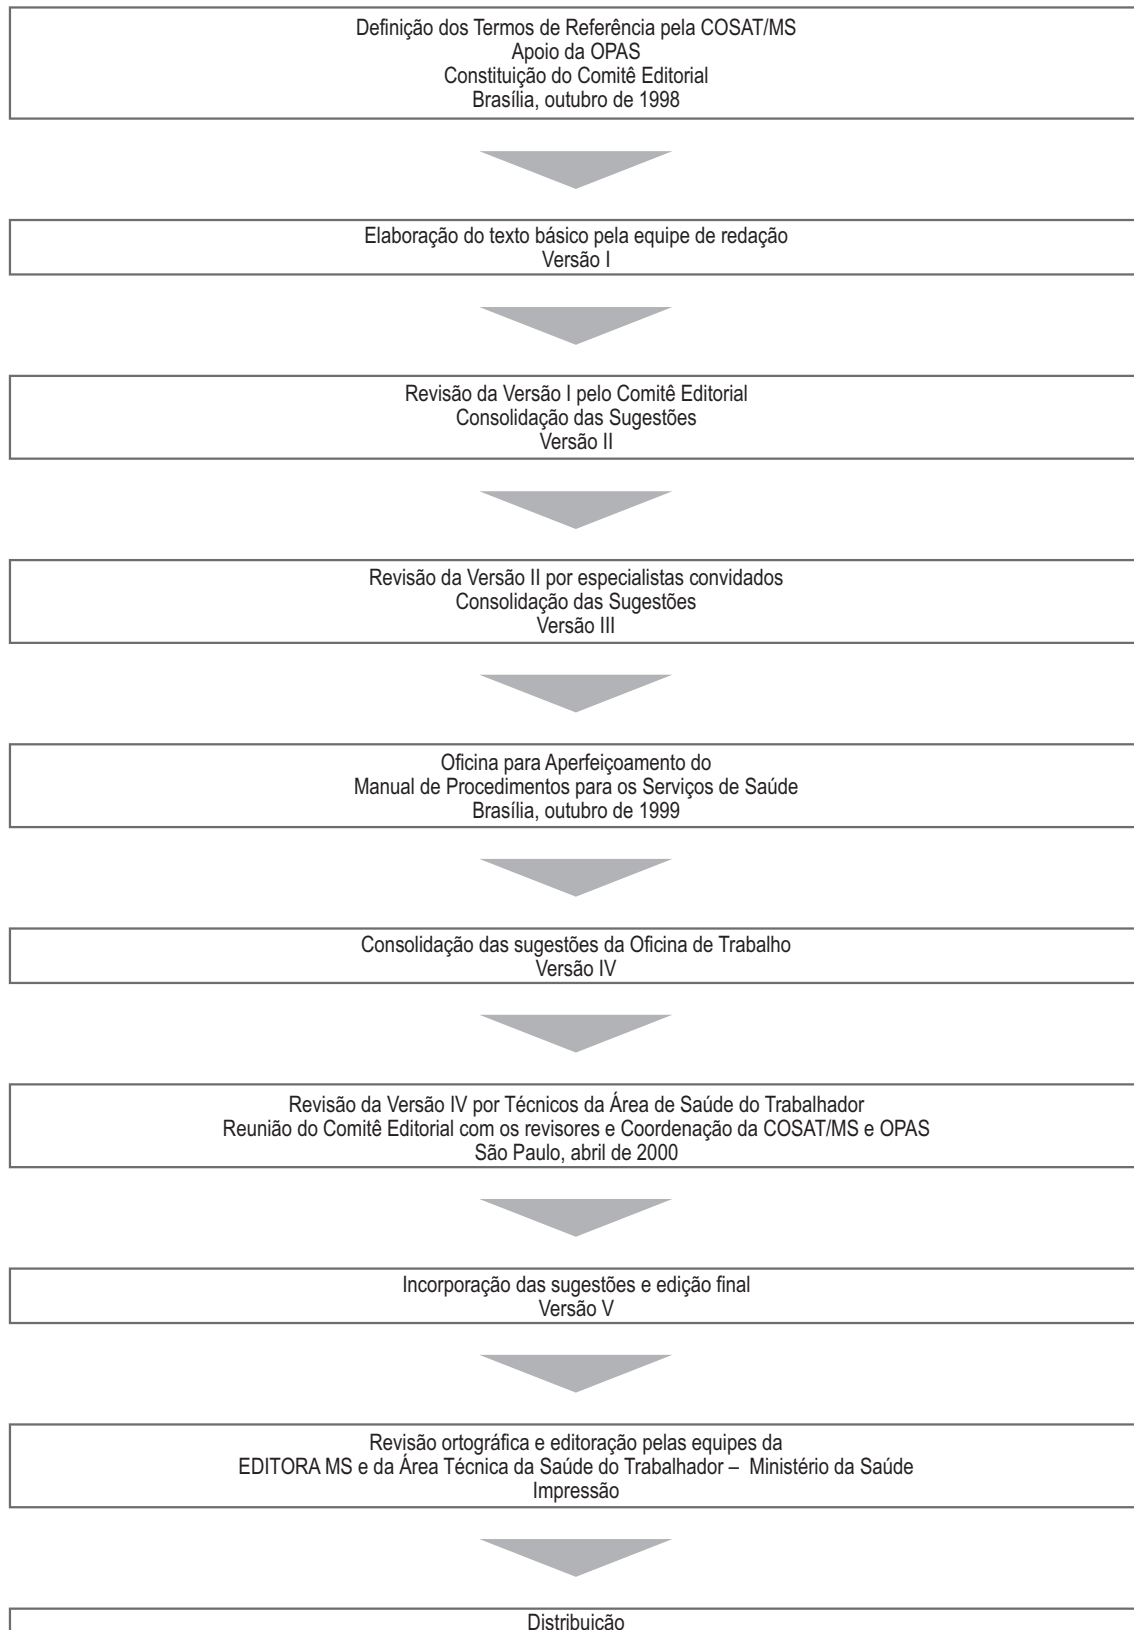 Definição dos Termos de Referência pela COSAT/MS
Apoio da OPAS
Constituição do Comitê Editorial
Brasília, outubro de 1998
Elaboração do texto básico pela equipe de redação
Versão I
Revisão da Versão I pelo Comitê Editorial
Consolidação das Sugestões
Versão II
Revisão da Versão II por especialistas convidados
Consolidação das Sugestões
Versão III
Oficina para Aperfeiçoamento do
Manual de Procedimentos para os Serviços de Saúde
Brasília, outubro de 1999
Consolidação das sugestões da Oficina de Trabalho
Versão IV
Revisão da Versão IV por Técnicos da Área de Saúde do Trabalhador
Reunião do Comitê Editorial com os revisores e Coordenação da COSAT/MS e OPAS
São Paulo, abril de 2000
Incorporação das sugestões e edição final
Versão V
Revisão ortográfica e editoração pelas equipes da
EDITORA MS e da Área Técnica da Saúde do Trabalhador – Ministério da Saúde
Impressão
Distribuição